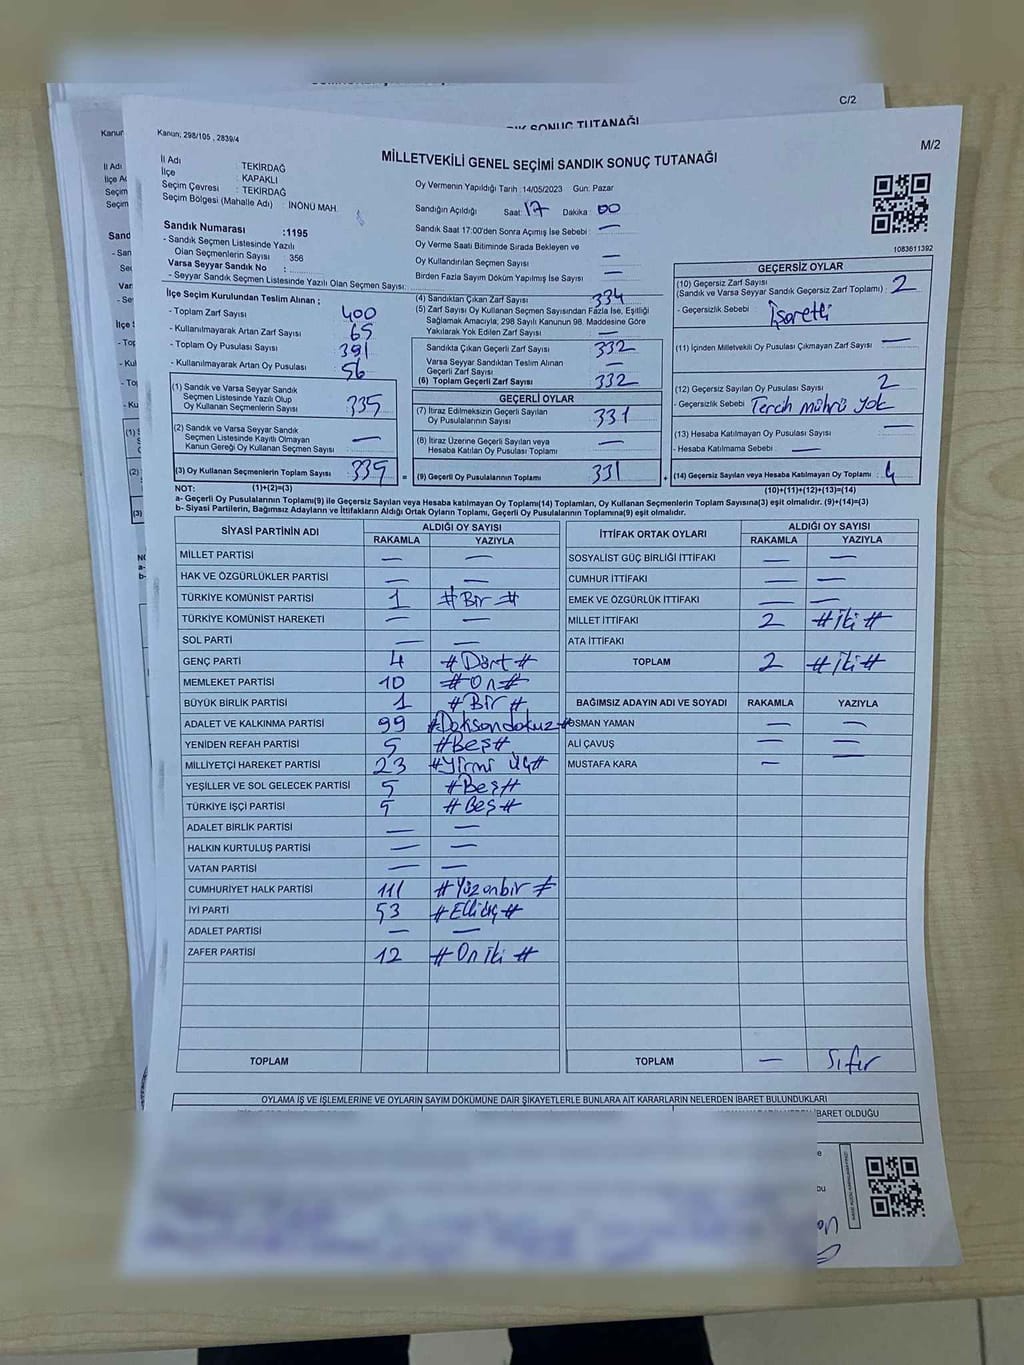 C/2
SONUÇ TUTANAĞI
Kanun; 298/105 , 2839/4
M/2
MİLLETVEKİLİ GENEL SEÇİMİ SANDIK SONUÇ TUTANAĞI
İl Adı : TEKİRDAĞ
İlçe : KAPAKLI
Seçim Çevresi : TEKİRDAĞ
Seçim Bölgesi (Mahalle Adı) : İNÖNÜ MAH.
Sandık Numarası :1195
- Sandık Seçmen Listesinde Yazılı
Olan Seçmenlerin Sayısı : 356
Varsa Seyyar Sandık No :
- Seyyar Sandık Seçmen Listesinde Yazılı Olan Seçmen Sayısı:
Oy Vermenin Yapıldığı Tarih :14/05/2023 Gün: Pazar
Sandığın Açıldığı Saat: 17 Dakika: 00
Sandık Saat 17:00'den Sonra Açımış İse Sebebi : —
Oy Verme Saati Bitiminde Sırada Bekleyen ve
Oy Kullandırılan Seçmen Sayısı —
Birden Fazla Sayım Döküm Yapılmış İse Sayısı —
1083611392
İlçe Seçim Kurulundan Teslim Alınan ;
- Toplam Zarf Sayısı 400
- Kullanılmayarak Artan Zarf Sayısı 65
- Toplam Oy Pusulası Sayısı 391
- Kullanılmayarak Artan Oy Pusulası 56
(1) Sandık ve Varsa Seyyar Sandık
Seçmen Listesinde Yazılı Olup
Oy Kullanan Seçmenlerin Sayısı 335
(2) Sandık ve Varsa Seyyar Sandık
Seçmen Listesinde Kayıtlı Olmayan
Kanun Gereği Oy Kullanan Seçmen Sayısı —
(3) Oy Kullanan Seçmenlerin Toplam Sayısı 335
(4) Sandıktan Çıkan Zarf Sayısı 334
(5) Zarf Sayısı Oy Kullanan Seçmen Sayısından Fazla İse, Eşitliği
Sağlamak Amacıyla; 298 Sayılı Kanunun 98. Maddesine Göre
Yakılarak Yok Edilen Zarf Sayısı —
Sandıkta Çıkan Geçerli Zarf Sayısı 332
Varsa Seyyar Sandıktan Teslim Alınan
Geçerli Zarf Sayısı —
(6) Toplam Geçerli Zarf Sayısı 332
GEÇERLİ OYLAR
(7) İtiraz Edilmeksizin Geçerli Sayılan
Oy Pusulalarının Sayısı 331
(8) İtiraz Üzerine Geçerli Sayılan veya
Hesaba Katılan Oy Pusulası Toplamı —
= (9) Geçerli Oy Pusulalarının Toplamı 331
GEÇERSİZ OYLAR
(10) Geçersiz Zarf Sayısı
(Sandık ve Varsa Seyyar Sandık Geçersiz Zarf Toplamı) : 2
- Geçersizlik Sebebi İşaretli
(11) İçinden Milletvekili Oy Pusulası Çıkmayan Zarf Sayısı —
(12) Geçersiz Sayılan Oy Pusulası Sayısı 2
- Geçersizlik Sebebi Tercih mührü yok
(13) Hesaba Katılmayan Oy Pusulası Sayısı —
- Hesaba Katılmama Sebebi —
+ (14) Geçersiz Sayılan veya Hesaba Katılmayan Oy Toplamı : 4
NOT: (1)+(2)=(3) (10)+(11)+(12)+(13)=(14)
a- Geçerli Oy Pusulalarının Toplamı(9) ile Geçersiz Sayılan veya Hesaba katılmayan Oy Toplamı(14) Toplamları, Oy Kullanan Seçmenlerin Toplam Sayısına(3) eşit olmalıdır. (9)+(14)=(3)
b- Siyasi Partilerin, Bağımsız Adayların ve İttifakların Aldığı Ortak Oyların Toplamı, Geçerli Oy Pusulalarının Toplamına(9) eşit olmalıdır.
SİYASİ PARTİNİN ADI ALDIĞI OY SAYISI
RAKAMLA YAZIYLA
MİLLET PARTİSİ — —
HAK VE ÖZGÜRLÜKLER PARTİSİ — —
TÜRKİYE KOMÜNİST PARTİSİ 1 #Bir#
TÜRKİYE KOMÜNİST HAREKETİ — —
SOL PARTİ — —
GENÇ PARTİ 4 #Dört#
MEMLEKET PARTİSİ 10 #On#
BÜYÜK BİRLİK PARTİSİ 1 #Bir#
ADALET VE KALKINMA PARTİSİ 99 #Doksandokuz#
YENİDEN REFAH PARTİSİ 5 #Beş#
MİLLİYETÇİ HAREKET PARTİSİ 23 #Yirmi üç#
YEŞİLLER VE SOL GELECEK PARTİSİ 5 #Beş#
TÜRKİYE İŞÇİ PARTİSİ 5 #Beş#
ADALET BİRLİK PARTİSİ — —
HALKIN KURTULUŞ PARTİSİ — —
VATAN PARTİSİ — —
CUMHURİYET HALK PARTİSİ 111 #Yüzonbir#
İYİ PARTİ 53 #Elliüç#
ADALET PARTİSİ — —
ZAFER PARTİSİ 12 #On iki#
TOPLAM
İTTİFAK ORTAK OYLARI ALDIĞI OY SAYISI
RAKAMLA YAZIYLA
SOSYALİST GÜÇ BİRLİĞİ İTTİFAKI — —
CUMHUR İTTİFAKI — —
EMEK VE ÖZGÜRLÜK İTTİFAKI — —
MİLLET İTTİFAKI 2 #İki#
ATA İTTİFAKI
TOPLAM 2 #İki#
BAĞIMSIZ ADAYIN ADI VE SOYADI RAKAMLA YAZIYLA
OSMAN YAMAN — —
ALİ ÇAVUŞ — —
MUSTAFA KARA — —
TOPLAM — Sıfır
OYLAMA İŞ VE İŞLEMLERİNE VE OYLARIN SAYIM DÖKÜMÜNE DAİR ŞİKAYETLERLE BUNLARA AİT KARARLARIN NELERDEN İBARET BULUNDUKLARI
İBARET OLDUĞU